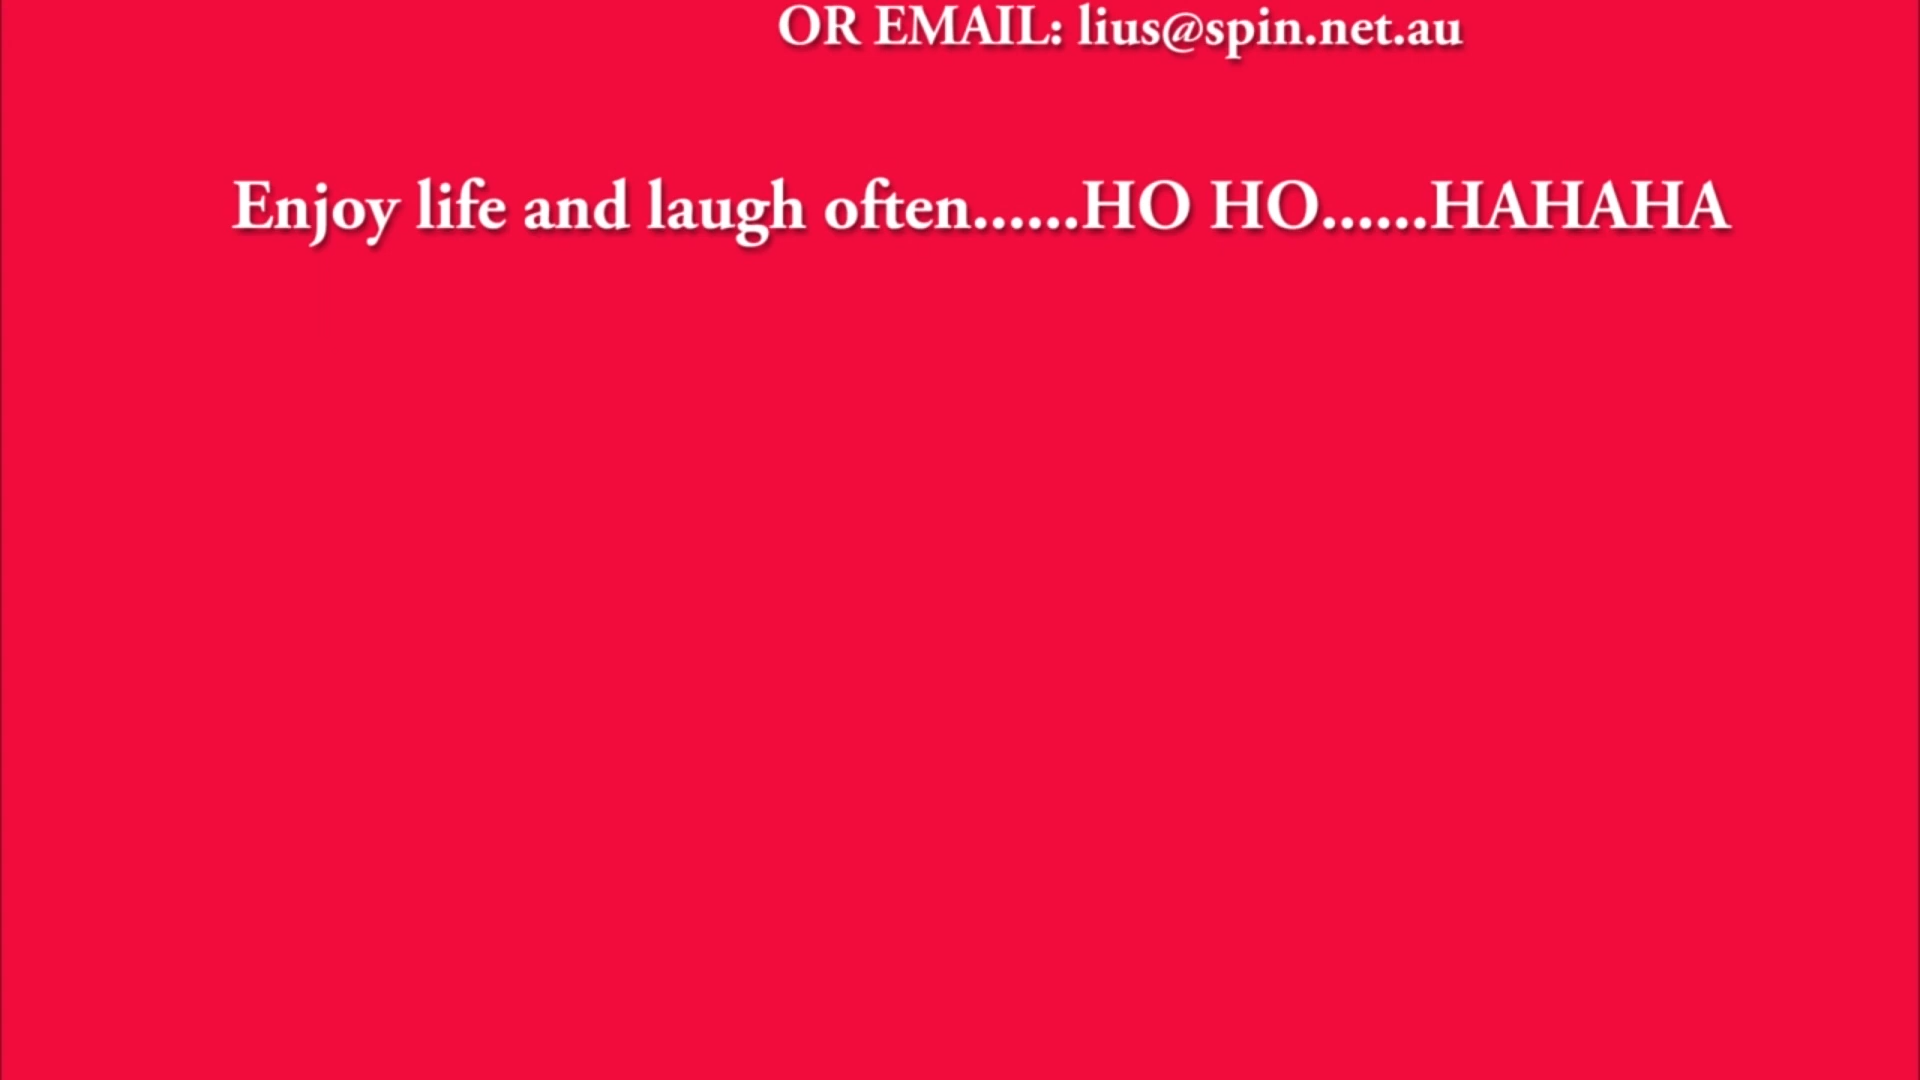 OR EMAIL: lius@spin.net.au
Enjoy life and laugh often......HO HO......HAHAHA